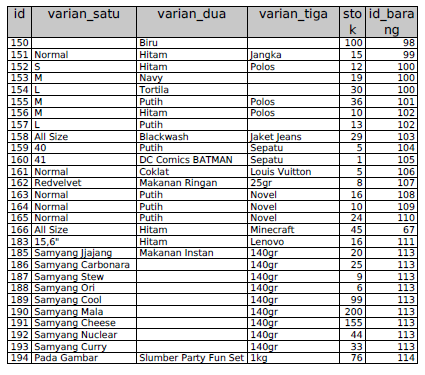 id varian_satu varian_dua varian_tiga sto id_bara
k ng
150 Biru 100 98
151 Normal Hitam Jangka 15 99
152 S Hitam Polos 12 100
153 M Navy 19 100
154 L Tortila 30 100
155 M Putih Polos 36 101
156 M Hitam Polos 10 102
157 L Putih 13 102
158 All Size Blackwash Jaket Jeans 29 103
159 40 Putih Sepatu 5 104
160 41 DC Comics BATMAN Sepatu 1 105
161 Normal Coklat Louis Vuitton 5 106
162 Redvelvet Makanan Ringan 25gr 8 107
163 Normal Putih Novel 16 108
164 Normal Putih Novel 10 109
165 Normal Putih Novel 24 110
166 All Size Hitam Minecraft 45 67
183 15,6" Hitam Lenovo 16 111
185 Samyang Jjajang Makanan Instan 140gr 20 113
186 Samyang Carbonara 140gr 25 113
187 Samyang Stew 140gr 9 113
188 Samyang Ori 140gr 6 113
189 Samyang Cool 140gr 99 113
190 Samyang Mala 140gr 200 113
191 Samyang Cheese 140gr 155 113
192 Samyang Nuclear 140gr 44 113
193 Samyang Curry 140gr 33 113
194 Pada Gambar Slumber Party Fun Set 1kg 76 114